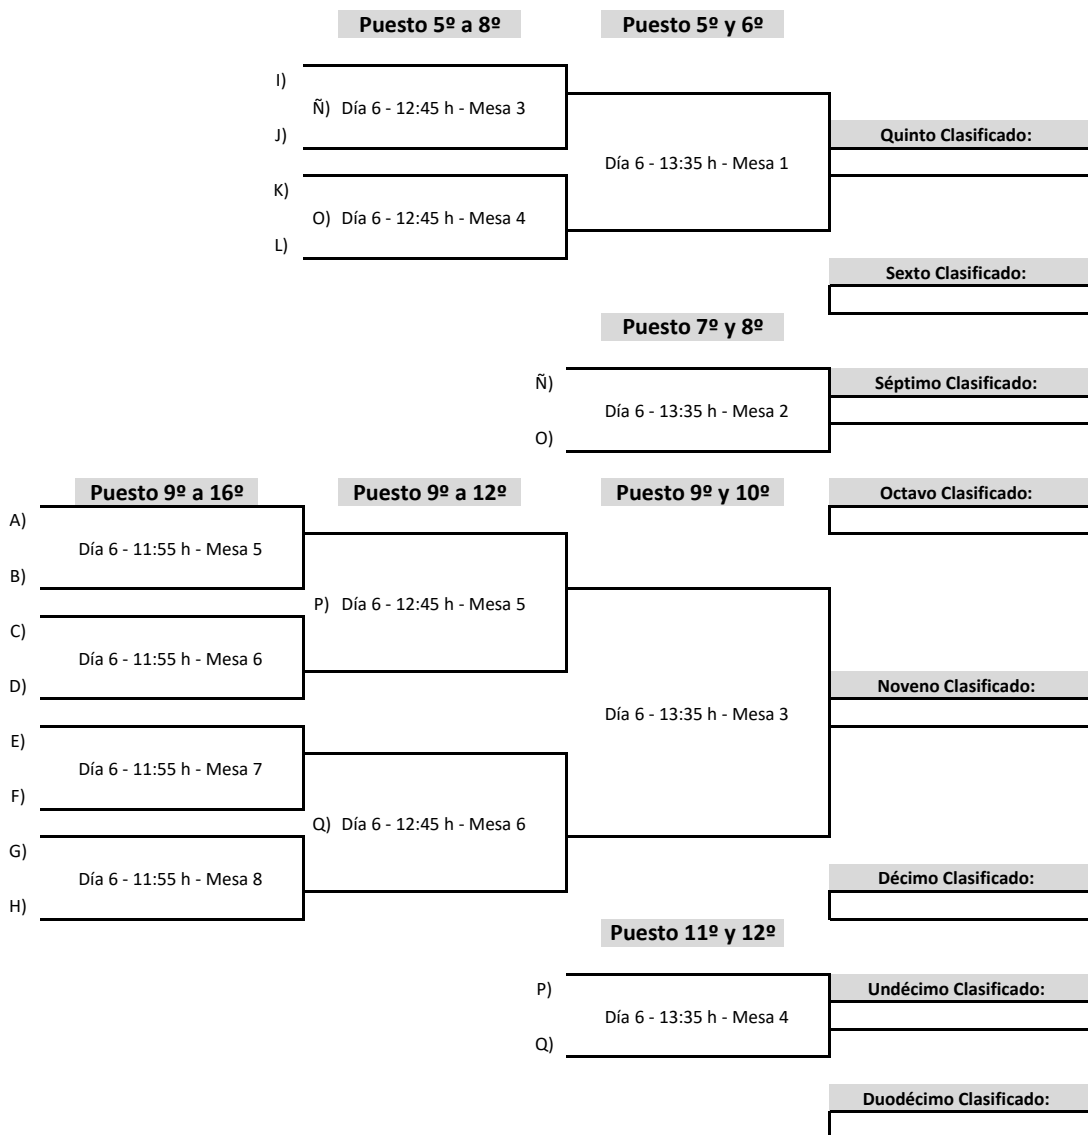 Puesto 5º a 8º
Puesto 5º y 6º
I)
Ñ) Día 6 - 12:45 h - Mesa 3
J)
Quinto Clasificado:
Día 6 - 13:35 h - Mesa 1
K)
O) Día 6 - 12:45 h - Mesa 4
L)
Sexto Clasificado:
Puesto 7º y 8º
Ñ)
Séptimo Clasificado:
Día 6 - 13:35 h - Mesa 2
O)
Puesto 9º a 16º
Puesto 9º a 12º
Puesto 9º y 10º
Octavo Clasificado:
A)
Día 6 - 11:55 h - Mesa 5
B)
P) Día 6 - 12:45 h - Mesa 5
C)
Día 6 - 11:55 h - Mesa 6
D)
Noveno Clasificado:
Día 6 - 13:35 h - Mesa 3
E)
Día 6 - 11:55 h - Mesa 7
F)
Q) Día 6 - 12:45 h - Mesa 6
G)
Día 6 - 11:55 h - Mesa 8
Décimo Clasificado:
H)
Puesto 11º y 12º
P)
Undécimo Clasificado:
Día 6 - 13:35 h - Mesa 4
Q)
Duodécimo Clasificado: